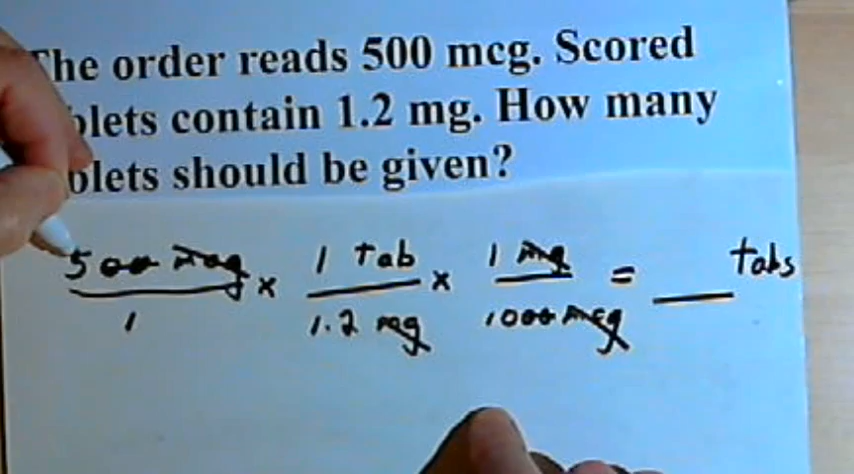 The order reads 500 mcg. Scored
blets contain 1.2 mg. How many
blets should be given?
500 mcg/1 x 1 Tab/1.2 mg x 1 mg/1000 mcg = ___ tabs